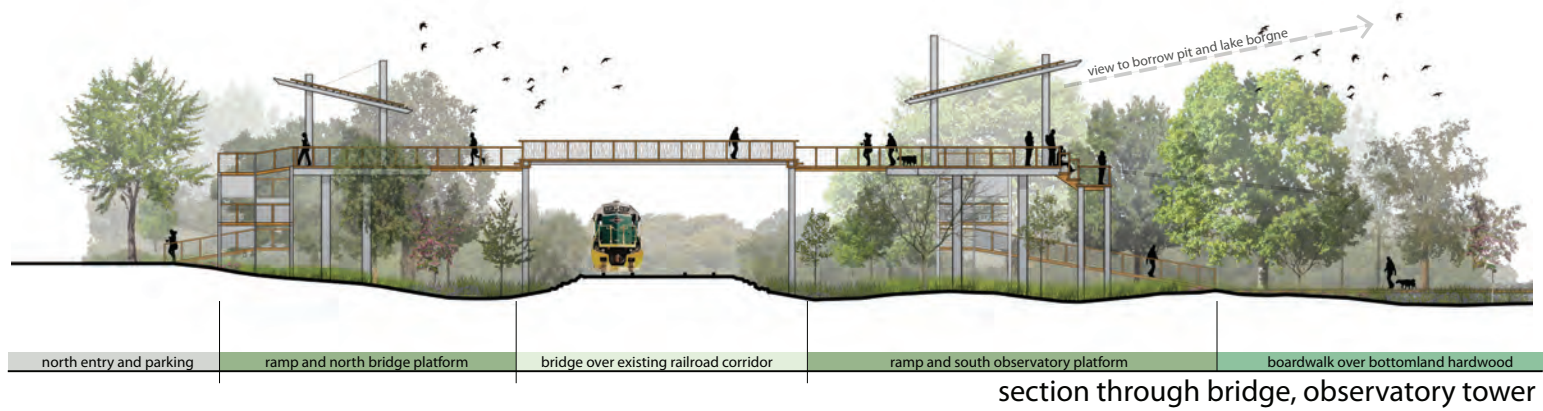 view to borrow pit and lake borgne
north entry and parking
ramp and north bridge platform
bridge over existing railroad corridor
ramp and south observatory platform
boardwalk over bottomland hardwood
section through bridge, observatory tower